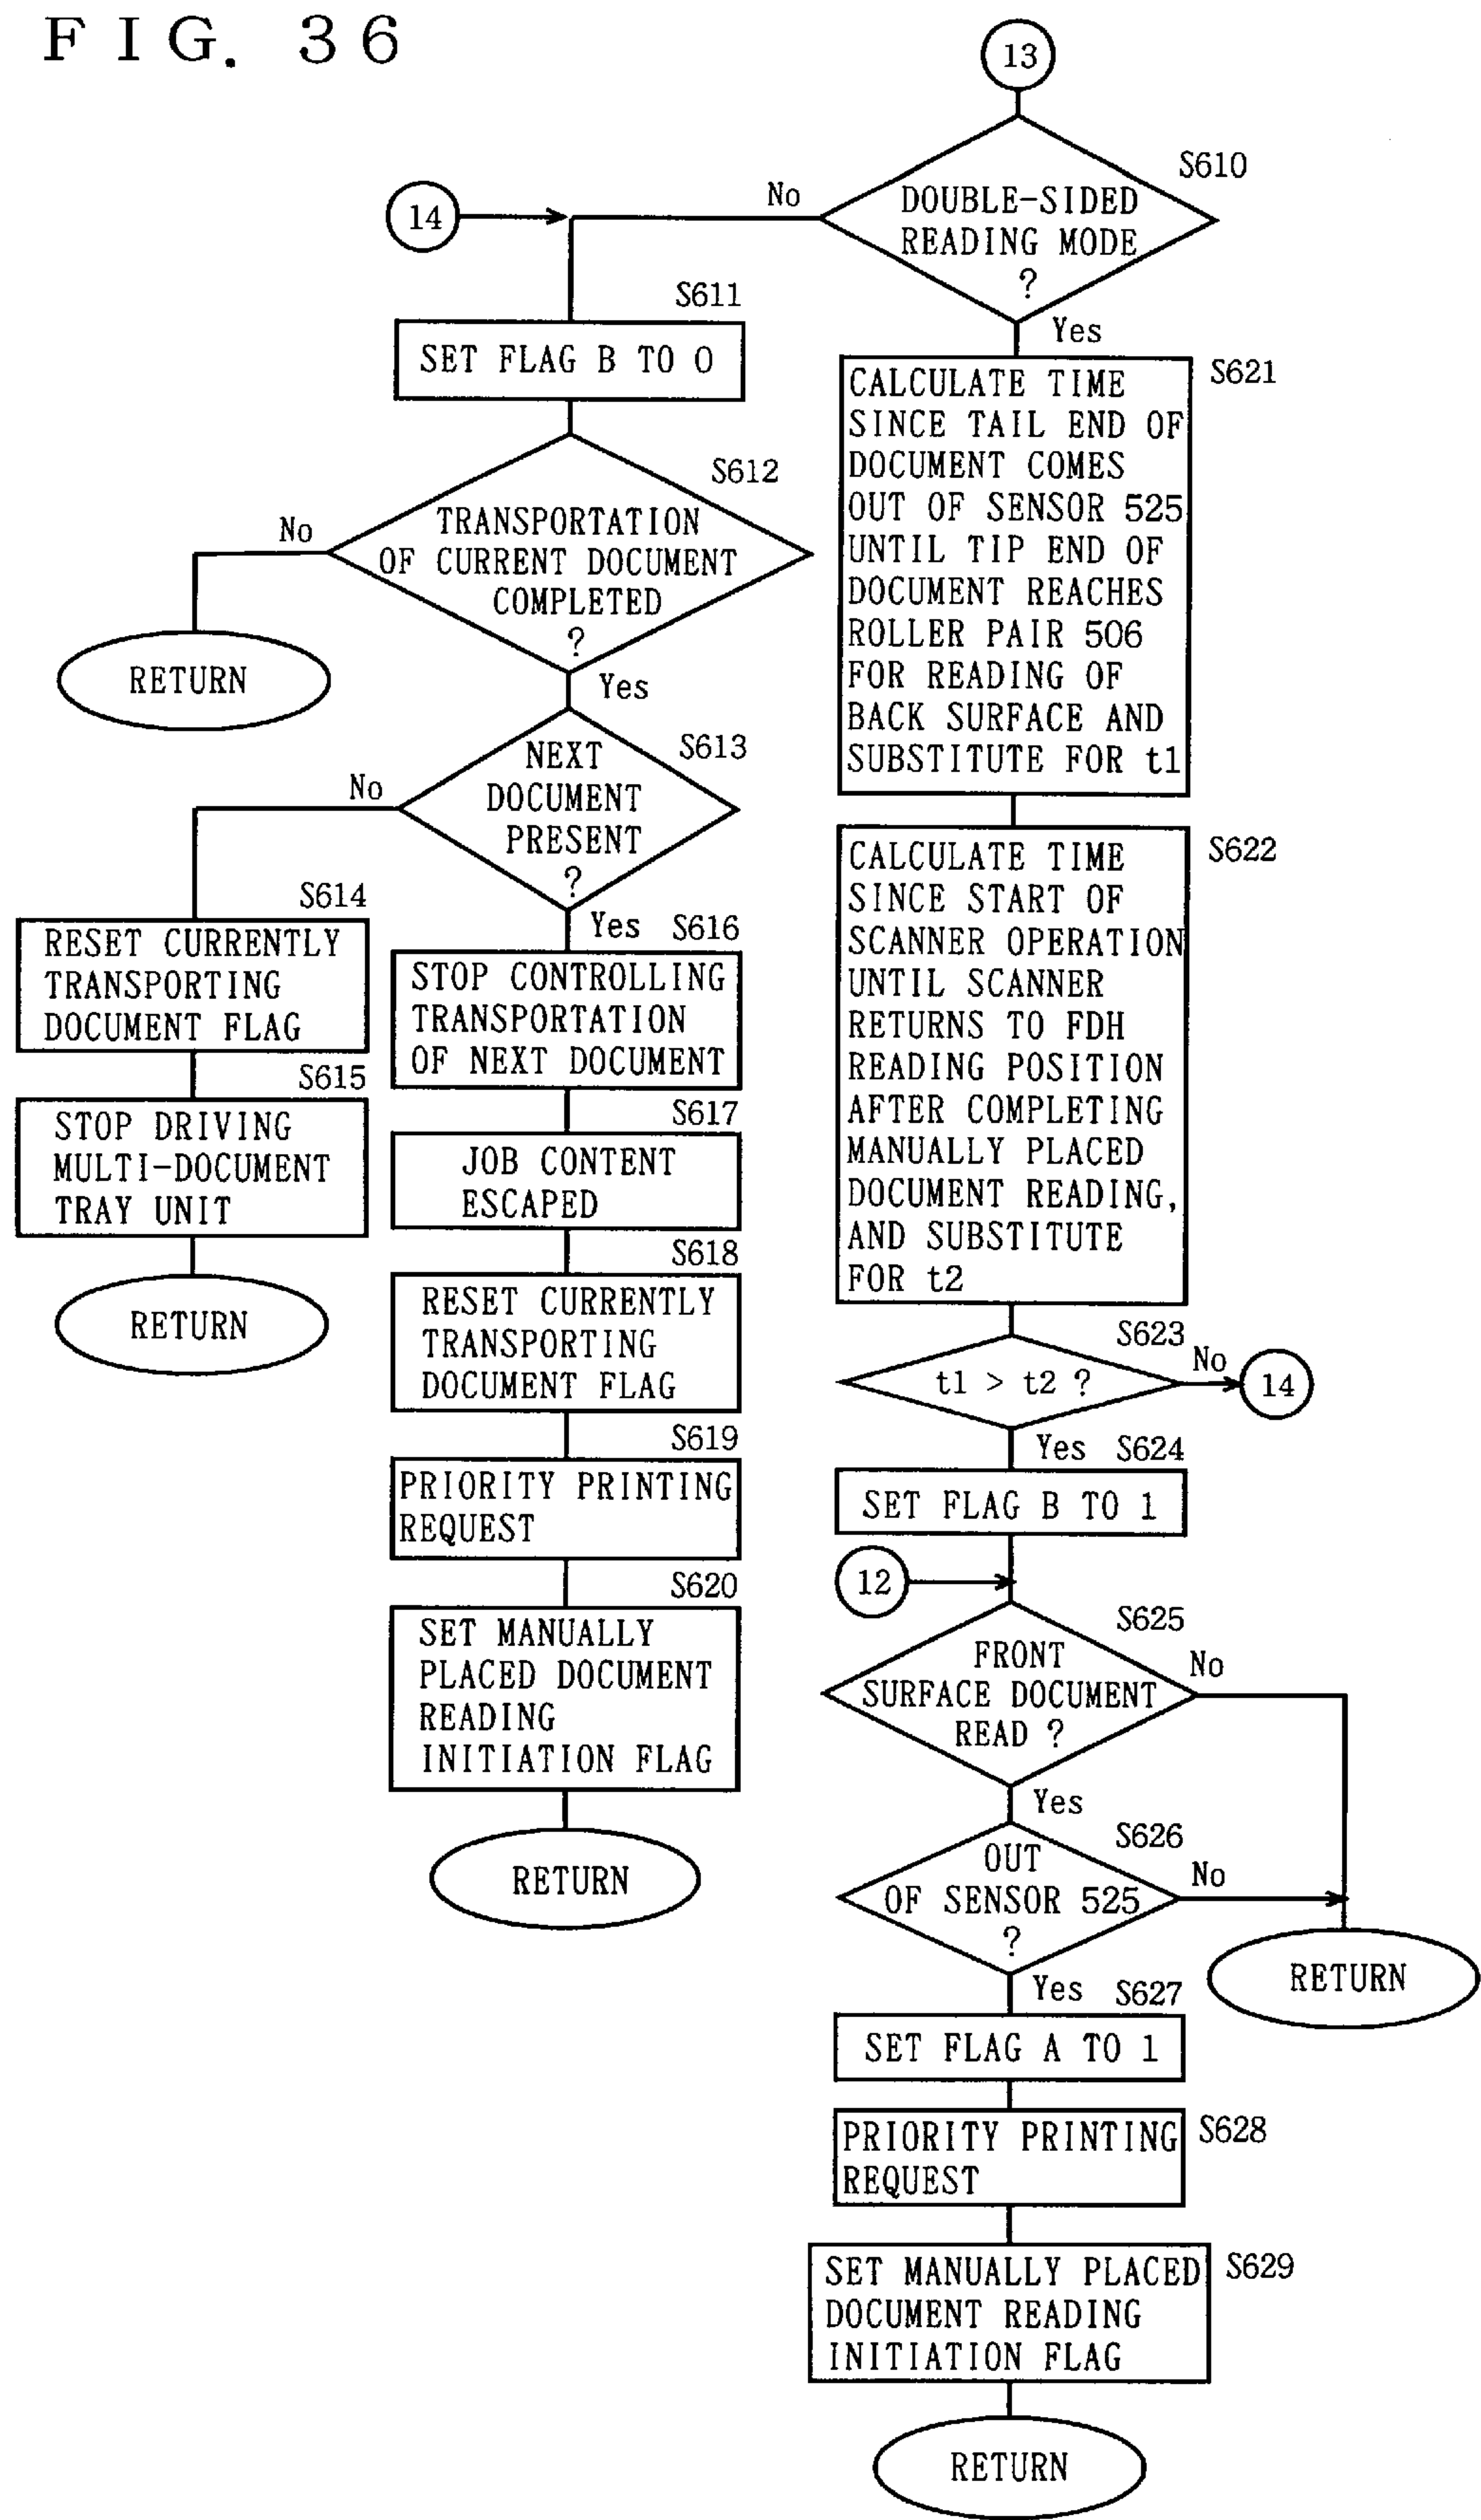 FIG. 36
13
S610
DOUBLE-SIDED
READING MODE
?
No
Yes
14
S611
SET FLAG B TO 0
S612
TRANSPORTATION
OF CURRENT DOCUMENT
COMPLETED
?
No
RETURN
Yes
S613
NEXT
DOCUMENT
PRESENT
?
No
Yes
S614
RESET CURRENTLY
TRANSPORTING
DOCUMENT FLAG
S615
STOP DRIVING
MULTI-DOCUMENT
TRAY UNIT
RETURN
S616
STOP CONTROLLING
TRANSPORTATION
OF NEXT DOCUMENT
S617
JOB CONTENT
ESCAPED
S618
RESET CURRENTLY
TRANSPORTING
DOCUMENT FLAG
S619
PRIORITY PRINTING
REQUEST
S620
SET MANUALLY
PLACED DOCUMENT
READING
INITIATION FLAG
RETURN
S621
CALCULATE TIME
SINCE TAIL END OF
DOCUMENT COMES
OUT OF SENSOR 525
UNTIL TIP END OF
DOCUMENT REACHES
ROLLER PAIR 506
FOR READING OF
BACK SURFACE AND
SUBSTITUTE FOR t1
S622
CALCULATE TIME
SINCE START OF
SCANNER OPERATION
UNTIL SCANNER
RETURNS TO FDH
READING POSITION
AFTER COMPLETING
MANUALLY PLACED
DOCUMENT READING,
AND SUBSTITUTE
FOR t2
S623
t1 > t2 ?
No
14
Yes
S624
SET FLAG B TO 1
12
S625
FRONT
SURFACE DOCUMENT
READ ?
No
Yes
S626
OUT
OF SENSOR 525
?
No
RETURN
Yes
S627
SET FLAG A TO 1
S628
PRIORITY PRINTING
REQUEST
S629
SET MANUALLY PLACED
DOCUMENT READING
INITIATION FLAG
RETURN